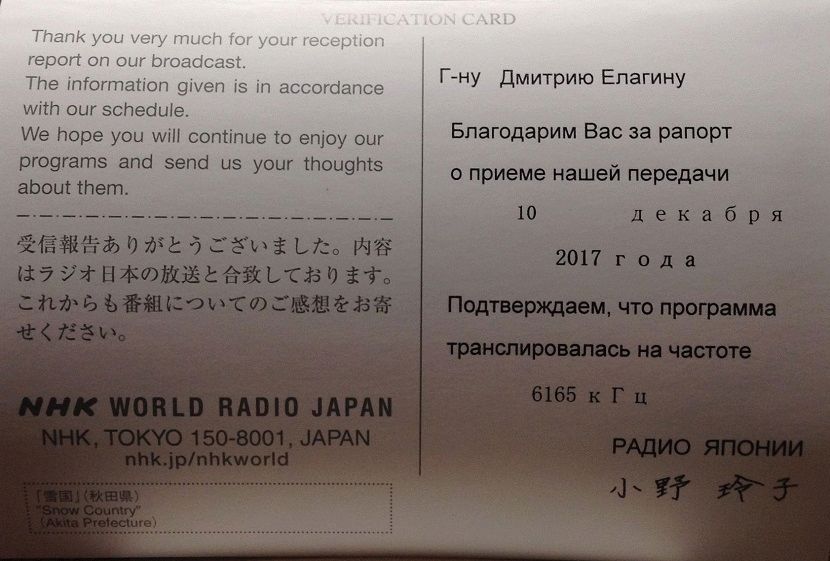 VERIFICATION CARD
Thank you very much for your reception
report on our broadcast.
The information given is in accordance
with our schedule.
We hope you will continue to enjoy our
programs and send us your thoughts
about them.
受信報告ありがとうございました。内容
はラジオ日本の放送と合致しております。
これからも番組についてのご感想をお寄
せください。
NHK WORLD RADIO JAPAN
NHK, TOKYO 150-8001, JAPAN
nhk.jp/nhkworld
「雪国」(秋田県)
"Snow Country"
(Akita Prefecture)
Г-ну Дмитрию Елагину
Благодарим Вас за рапорт
о приеме нашей передачи
10 декабря
2017 года
Подтверждаем, что программа
транслировалась на частоте
6165 кГц
РАДИО ЯПОНИИ
小野 玲子